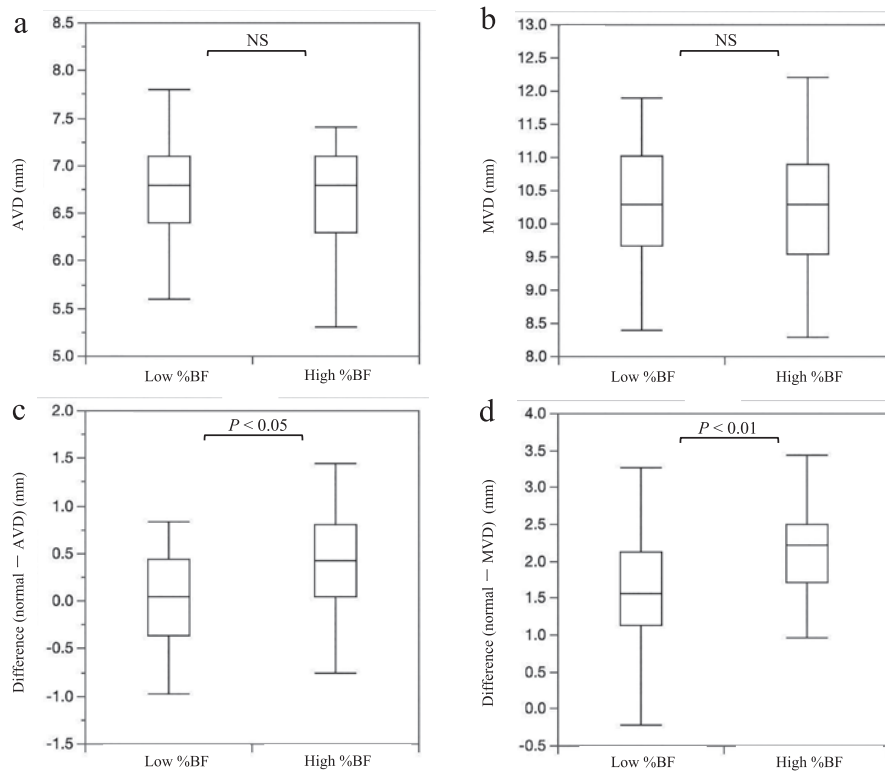 a
8.5
8.0
7.5
7.0
6.5
6.0
5.5
5.0
AVD (mm)
NS
Low %BF
High %BF
b
13.0
12.5
12.0
11.5
11.0
10.5
10.0
9.5
9.0
8.5
8.0
MVD (mm)
NS
Low %BF
High %BF
c
2.0
1.5
1.0
0.5
0.0
-0.5
-1.0
-1.5
Difference (normal — AVD) (mm)
P < 0.05
Low %BF
High %BF
d
4.0
3.5
3.0
2.5
2.0
1.5
1.0
0.5
0.0
-0.5
Difference (normal — MVD) (mm)
P < 0.01
Low %BF
High %BF